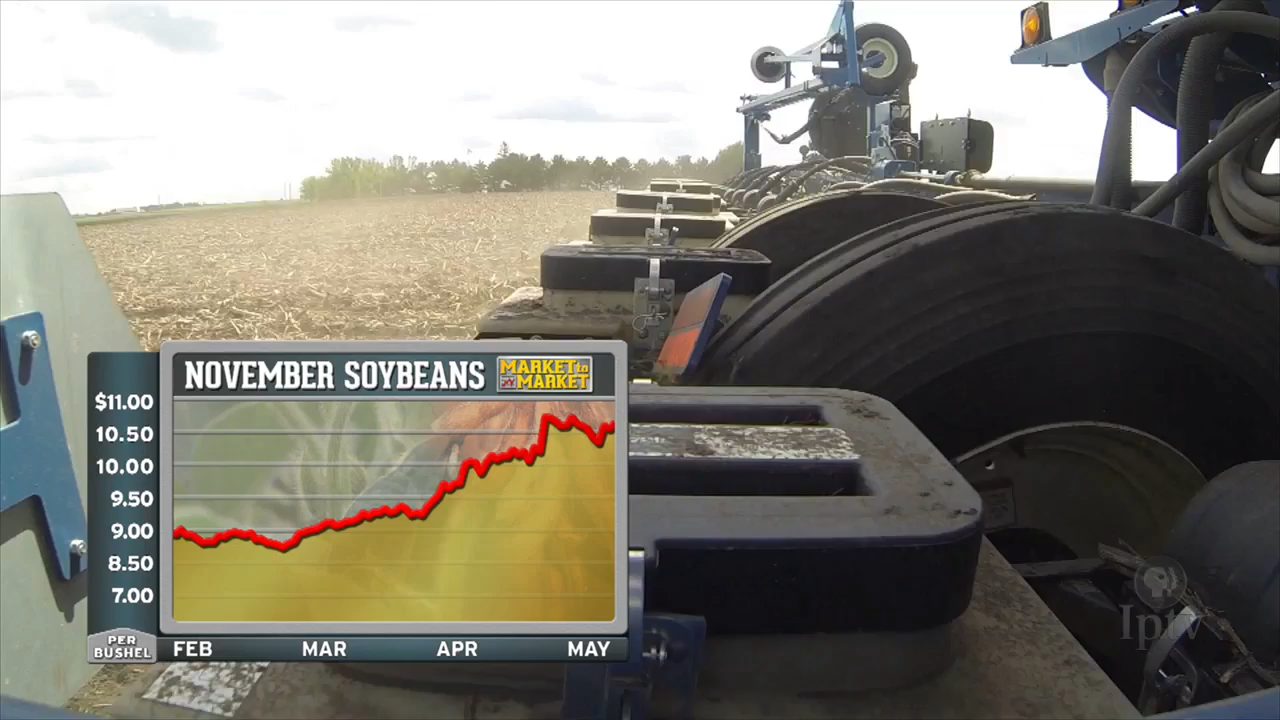 NOVEMBER SOYBEANS
MARKET to
MARKET
$11.00
10.50
10.00
9.50
9.00
8.50
7.00
PER
BUSHEL
FEB MAR APR MAY
Iptv